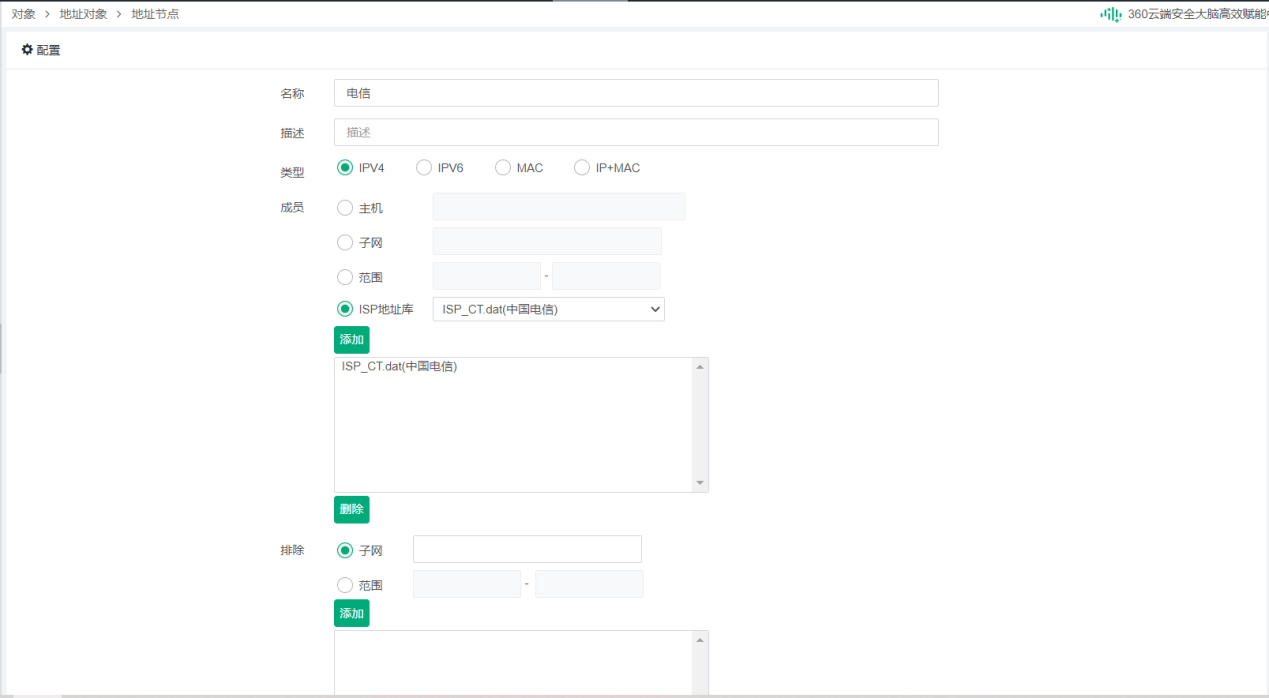 对象 > 地址对象 > 地址节点
360云端安全大脑高效赋能
配置
名称 电信
描述 描述
类型 IPV4 IPV6 MAC IP+MAC
成员 主机
子网
范围 -
ISP地址库 ISP_CT.dat(中国电信)
添加
ISP_CT.dat(中国电信)
删除
排除 子网
范围 -
添加